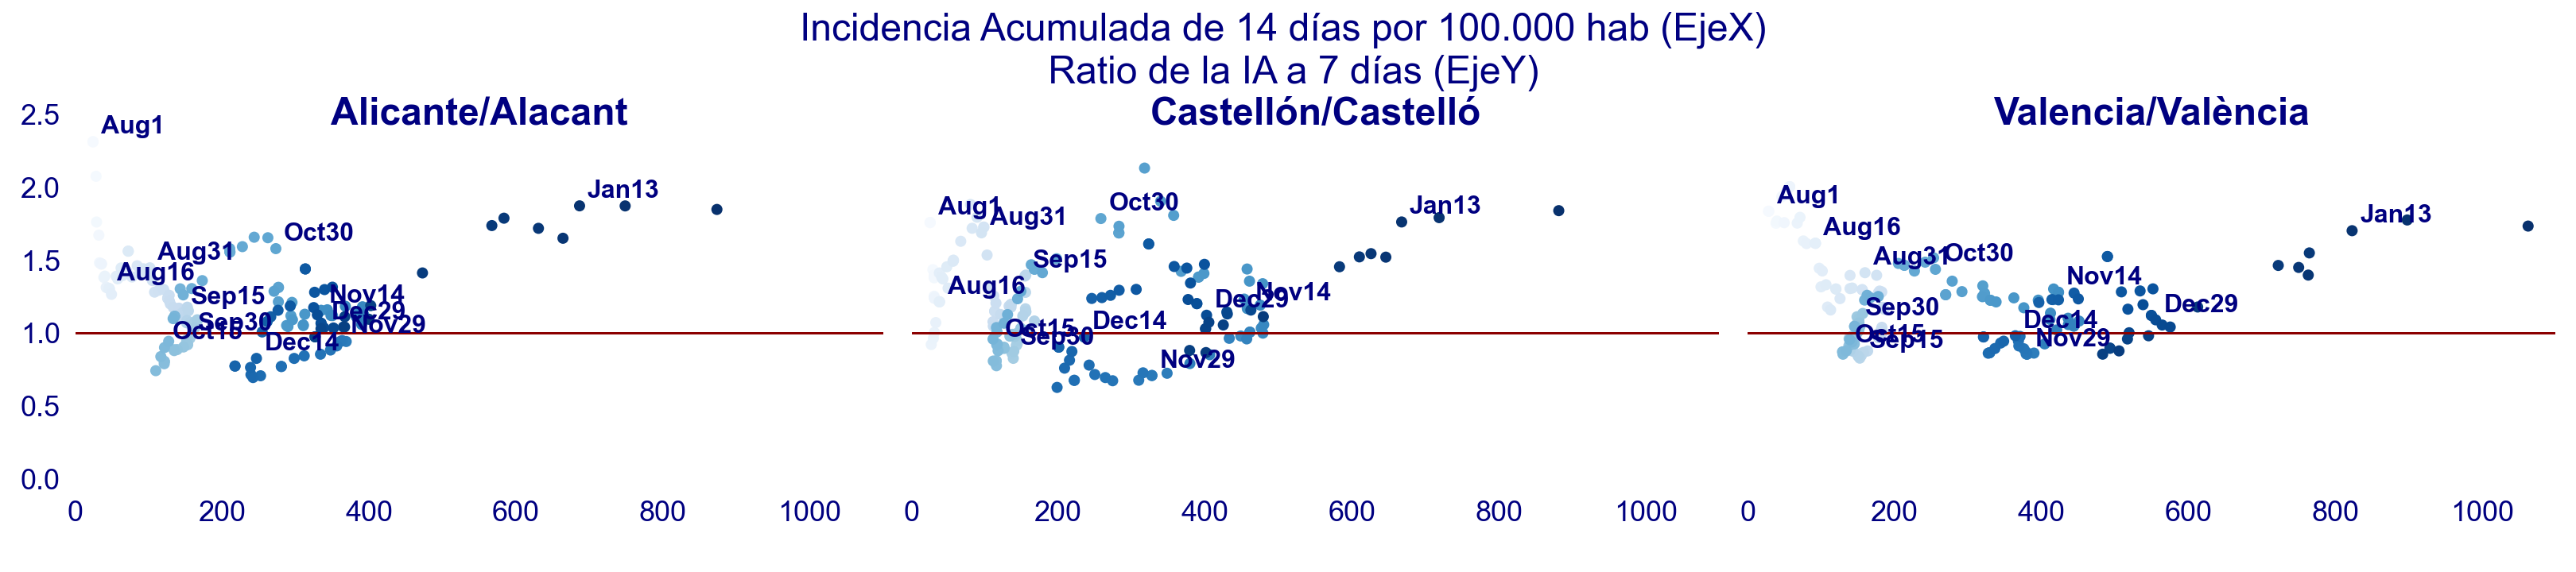 Incidencia Acumulada de 14 días por 100.000 hab (EjeX)
Ratio de la IA a 7 días (EjeY)
Alicante/Alacant
Castellón/Castelló
Valencia/València
2.5
2.0
1.5
1.0
0.5
0.0
Aug1
Jan13
Oct30
Aug31
Aug16
Sep15
Nov14
Dec29
Sep30
Nov29
Oct15
Dec14
0 200 400 600 800 1000
Aug1
Oct30
Jan13
Aug31
Sep15
Aug16
Nov14
Dec29
Dec14
Oct15
Sep30
Nov29
0 200 400 600 800 1000
Aug1
Jan13
Aug16
Aug31
Oct30
Nov14
Dec29
Sep30
Dec14
Oct15
Sep15
Nov29
0 200 400 600 800 1000